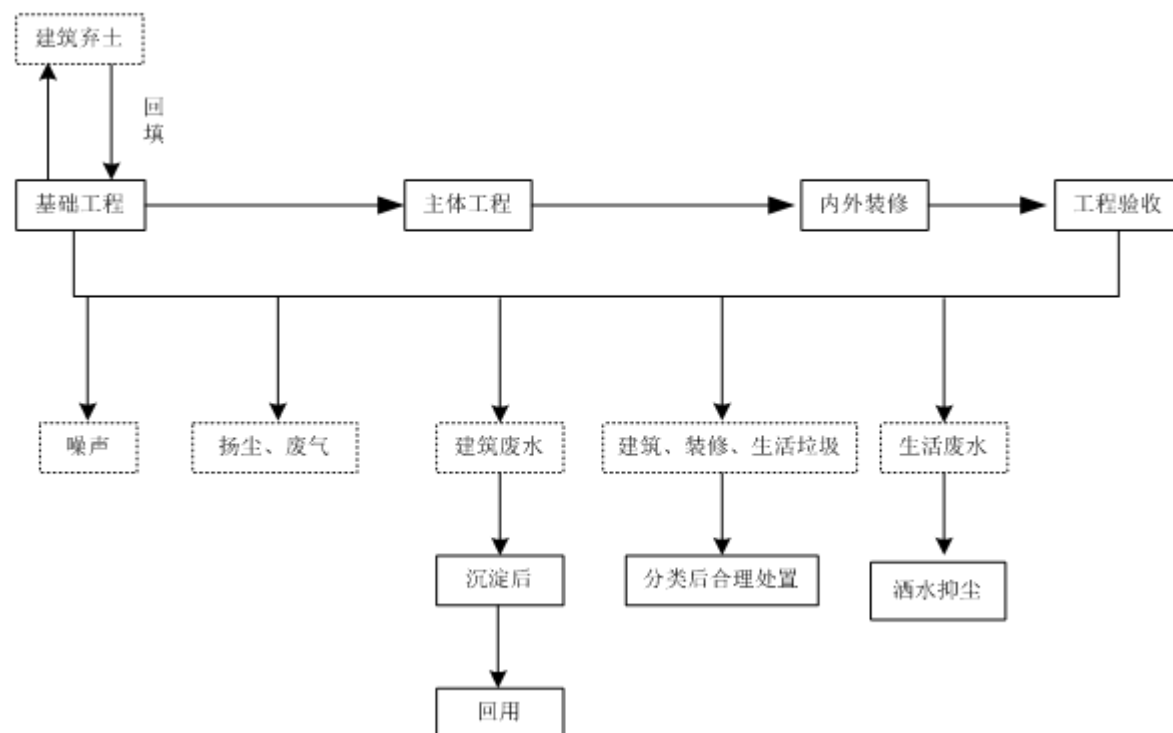 建筑弃土
回
填
基础工程
主体工程
内外装修
工程验收
噪声
扬尘、废气
建筑废水
建筑、装修、生活垃圾
生活废水
沉淀后
分类后合理处置
洒水抑尘
回用